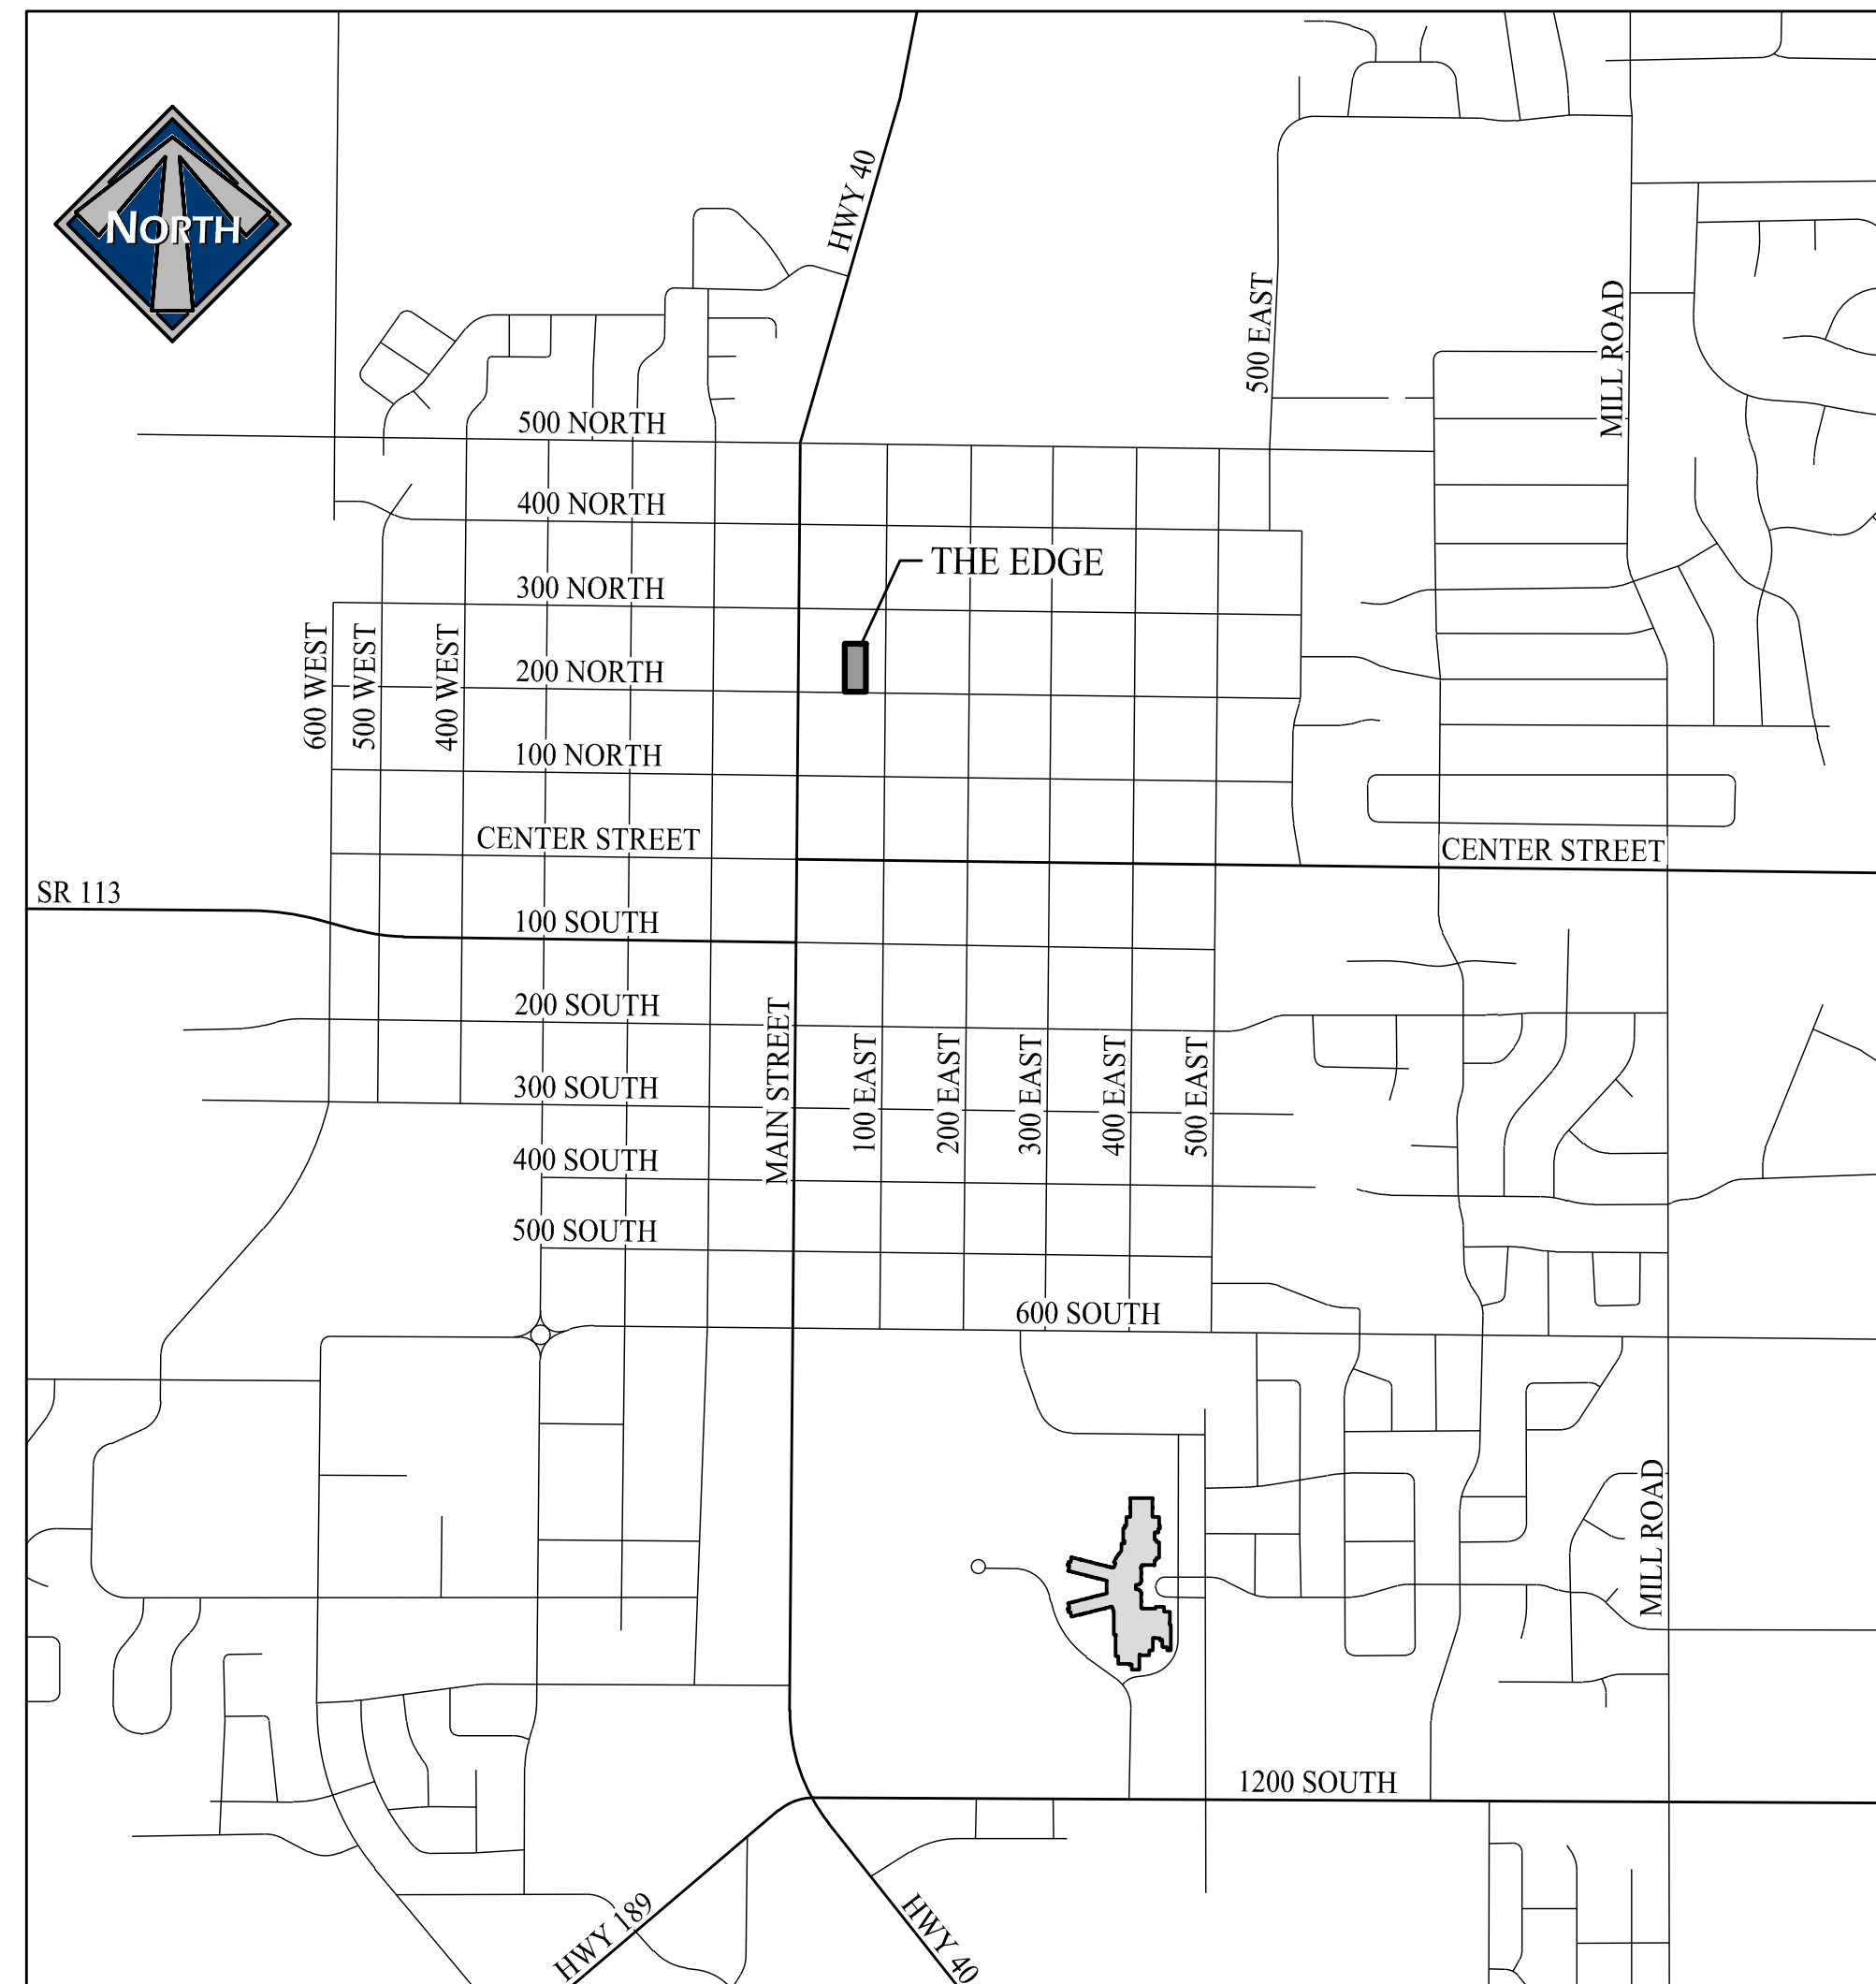 HWY 40
NORTH
500 EAST
MILL ROAD
500 NORTH
400 NORTH
THE EDGE
300 NORTH
600 WEST
500 WEST
400 WEST
200 NORTH
100 NORTH
CENTER STREET
CENTER STREET
SR 113
100 SOUTH
200 SOUTH
MAIN STREET
100 EAST
200 EAST
300 EAST
400 EAST
500 EAST
300 SOUTH
400 SOUTH
500 SOUTH
600 SOUTH
MILL ROAD
1200 SOUTH
HWY 189
HWY 40